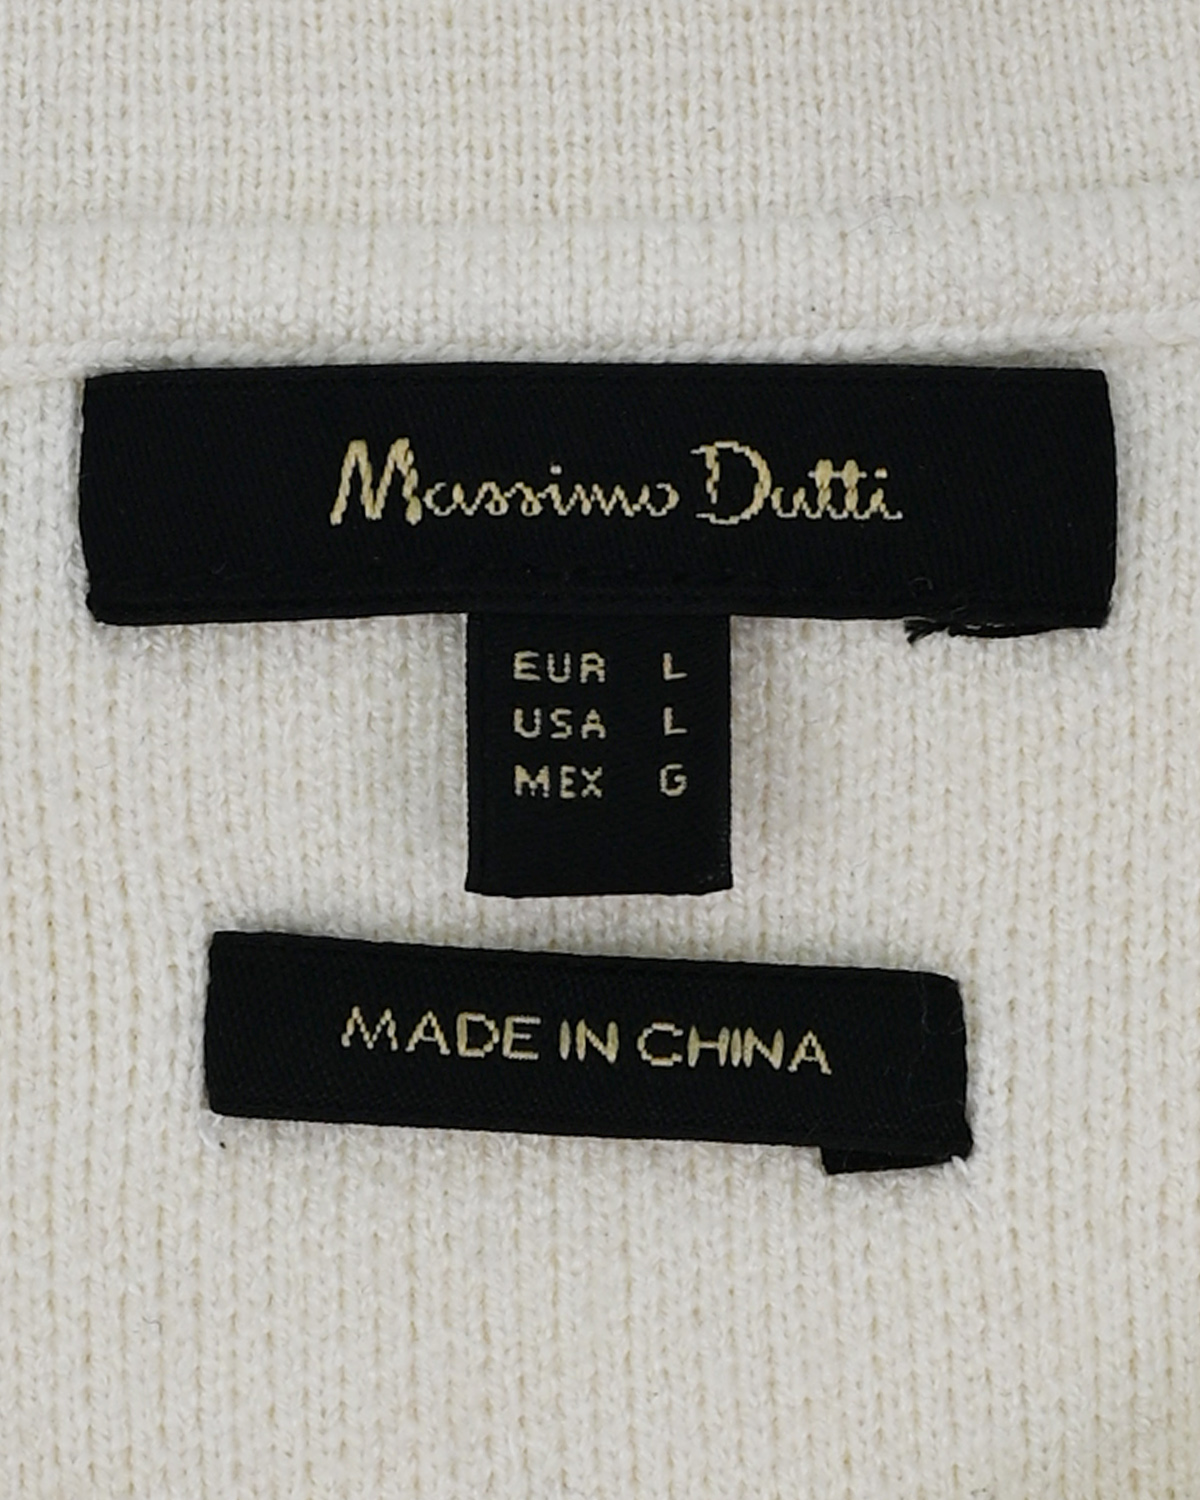 Massimo Dutti
EUR L
USA L
MEX G
MADE IN CHINA